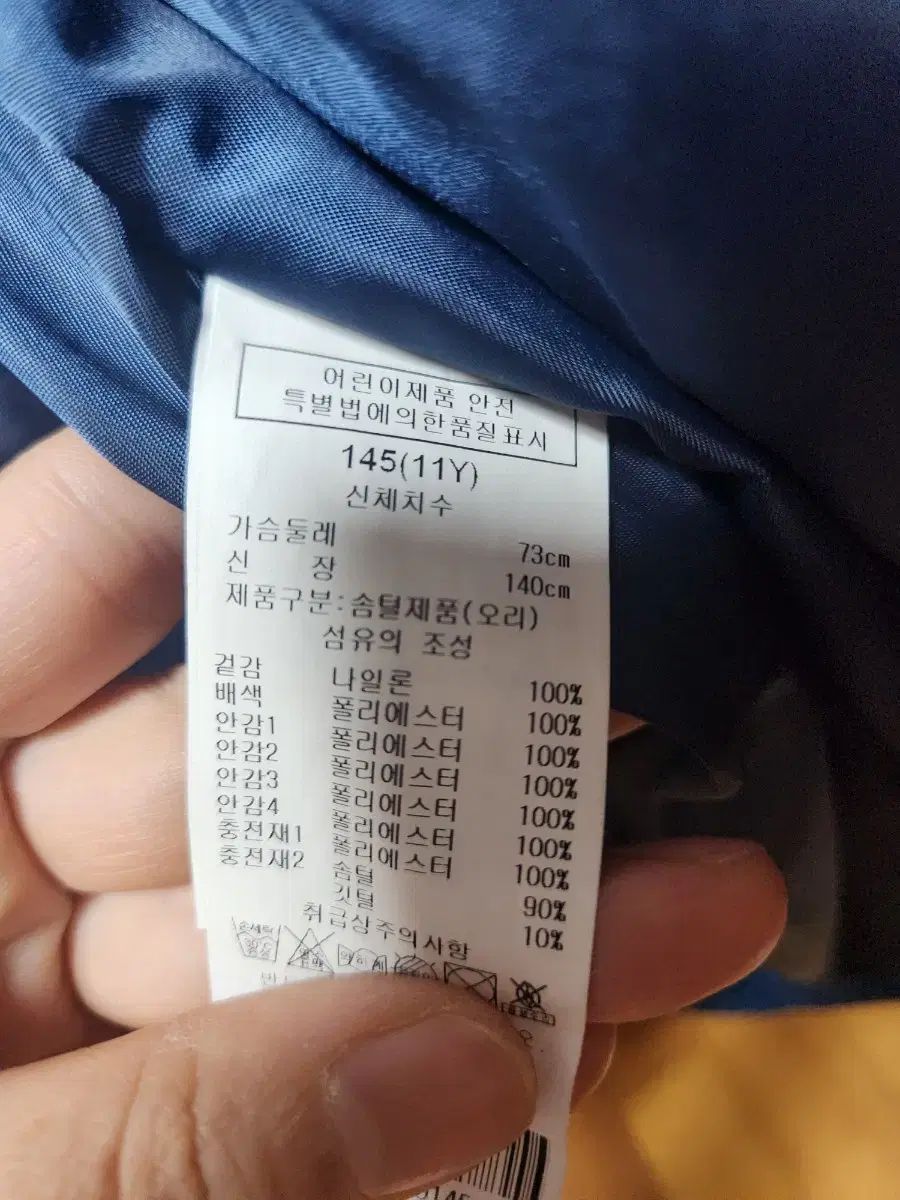 어린이제품 안전
특별법에의한품질표시
145(11Y)
신체치수
가슴둘레 73cm
신 장 140cm
제품구분:솜털제품(오리)
섬유의 조성
겉감 나일론 100%
배색 폴리에스터 100%
안감1 폴리에스터 100%
안감2 폴리에스터 100%
안감3 폴리에스터 100%
안감4 폴리에스터 100%
충전재1 폴리에스터 100%
충전재2 솜털 90%
깃털 10%
취급상주의사항
손세탁